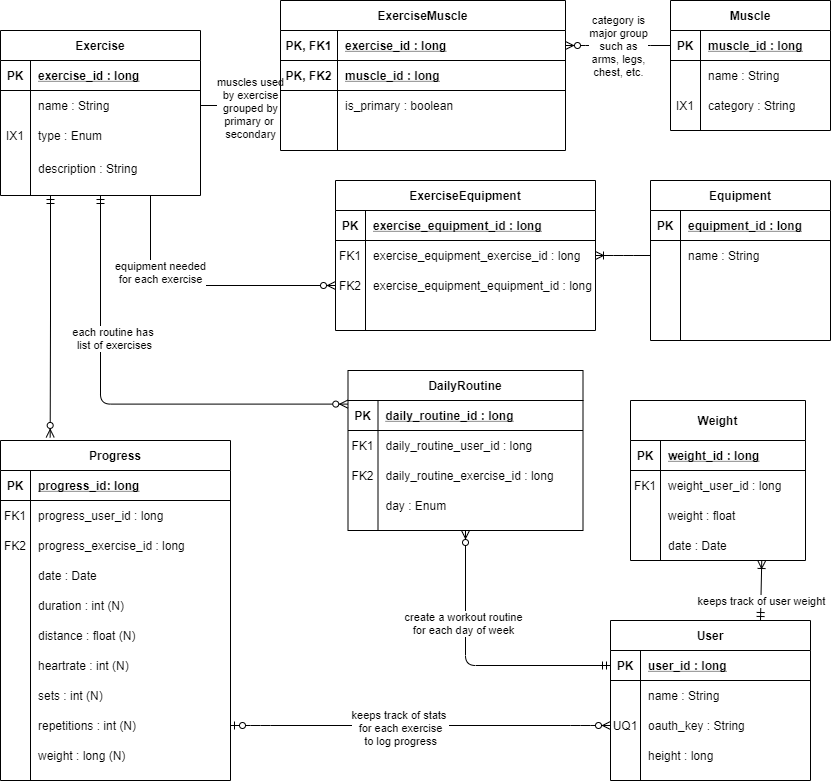 Exercise
PK exercise_id : long
name : String
IX1 type : Enum
description : String
muscles used
by exercise
grouped by
primary or
secondary
ExerciseMuscle
PK, FK1 exercise_id : long
PK, FK2 muscle_id : long
is_primary : boolean
category is
major group
such as
arms, legs,
chest, etc.
Muscle
PK muscle_id : long
name : String
IX1 category : String
equipment needed
for each exercise
ExerciseEquipment
PK exercise_equipment_id : long
FK1 exercise_equipment_exercise_id : long
FK2 exercise_equipment_equipment_id : long
Equipment
PK equipment_id : long
name : String
each routine has
list of exercises
DailyRoutine
PK daily_routine_id : long
FK1 daily_routine_user_id : long
FK2 daily_routine_exercise_id : long
day : Enum
Weight
PK weight_id : long
FK1 weight_user_id : long
weight : float
date : Date
Progress
PK progress_id: long
FK1 progress_user_id : long
FK2 progress_exercise_id : long
date : Date
duration : int (N)
distance : float (N)
heartrate : int (N)
sets : int (N)
repetitions : int (N)
weight : long (N)
create a workout routine
for each day of week
keeps track of user weight
keeps track of stats
for each exercise
to log progress
User
PK user_id : long
name : String
UQ1 oauth_key : String
height : long